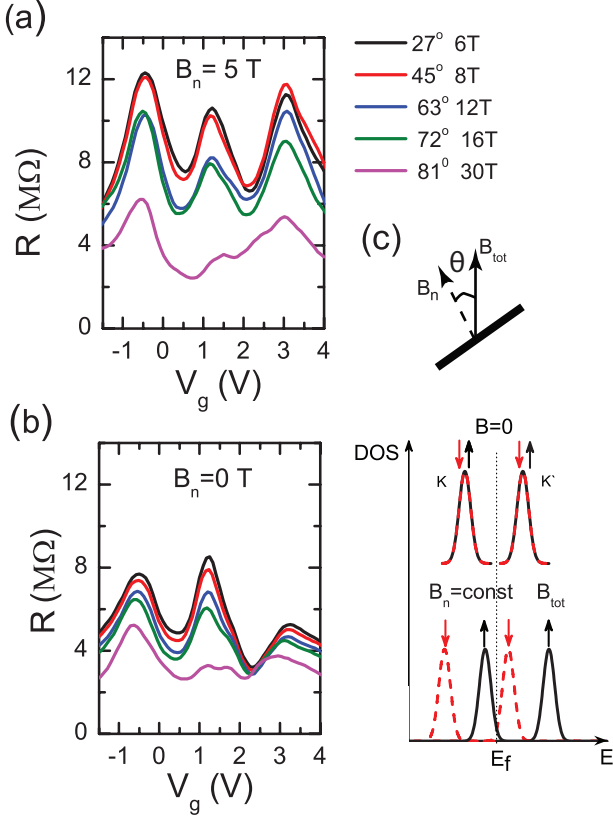 (a)
B_n = 5 T
12
8
4
0
-1 0 1 2 3 4
R (MΩ)
V_g (V)
27° 6T
45° 8T
63° 12T
72° 16T
81⁰ 30T
(c)
θ
B_tot
B_n
(b)
B_n=0 T
12
8
4
0
-1 0 1 2 3 4
R (MΩ)
V_g (V)
B=0
DOS
K K`
B_n=const B_tot
E_f E